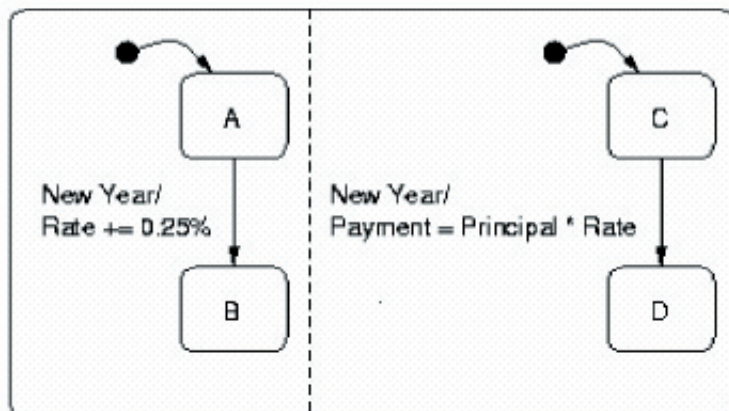 A
C
New Year/
Rate += 0.25%
New Year/
Payment = Principal * Rate
B
D